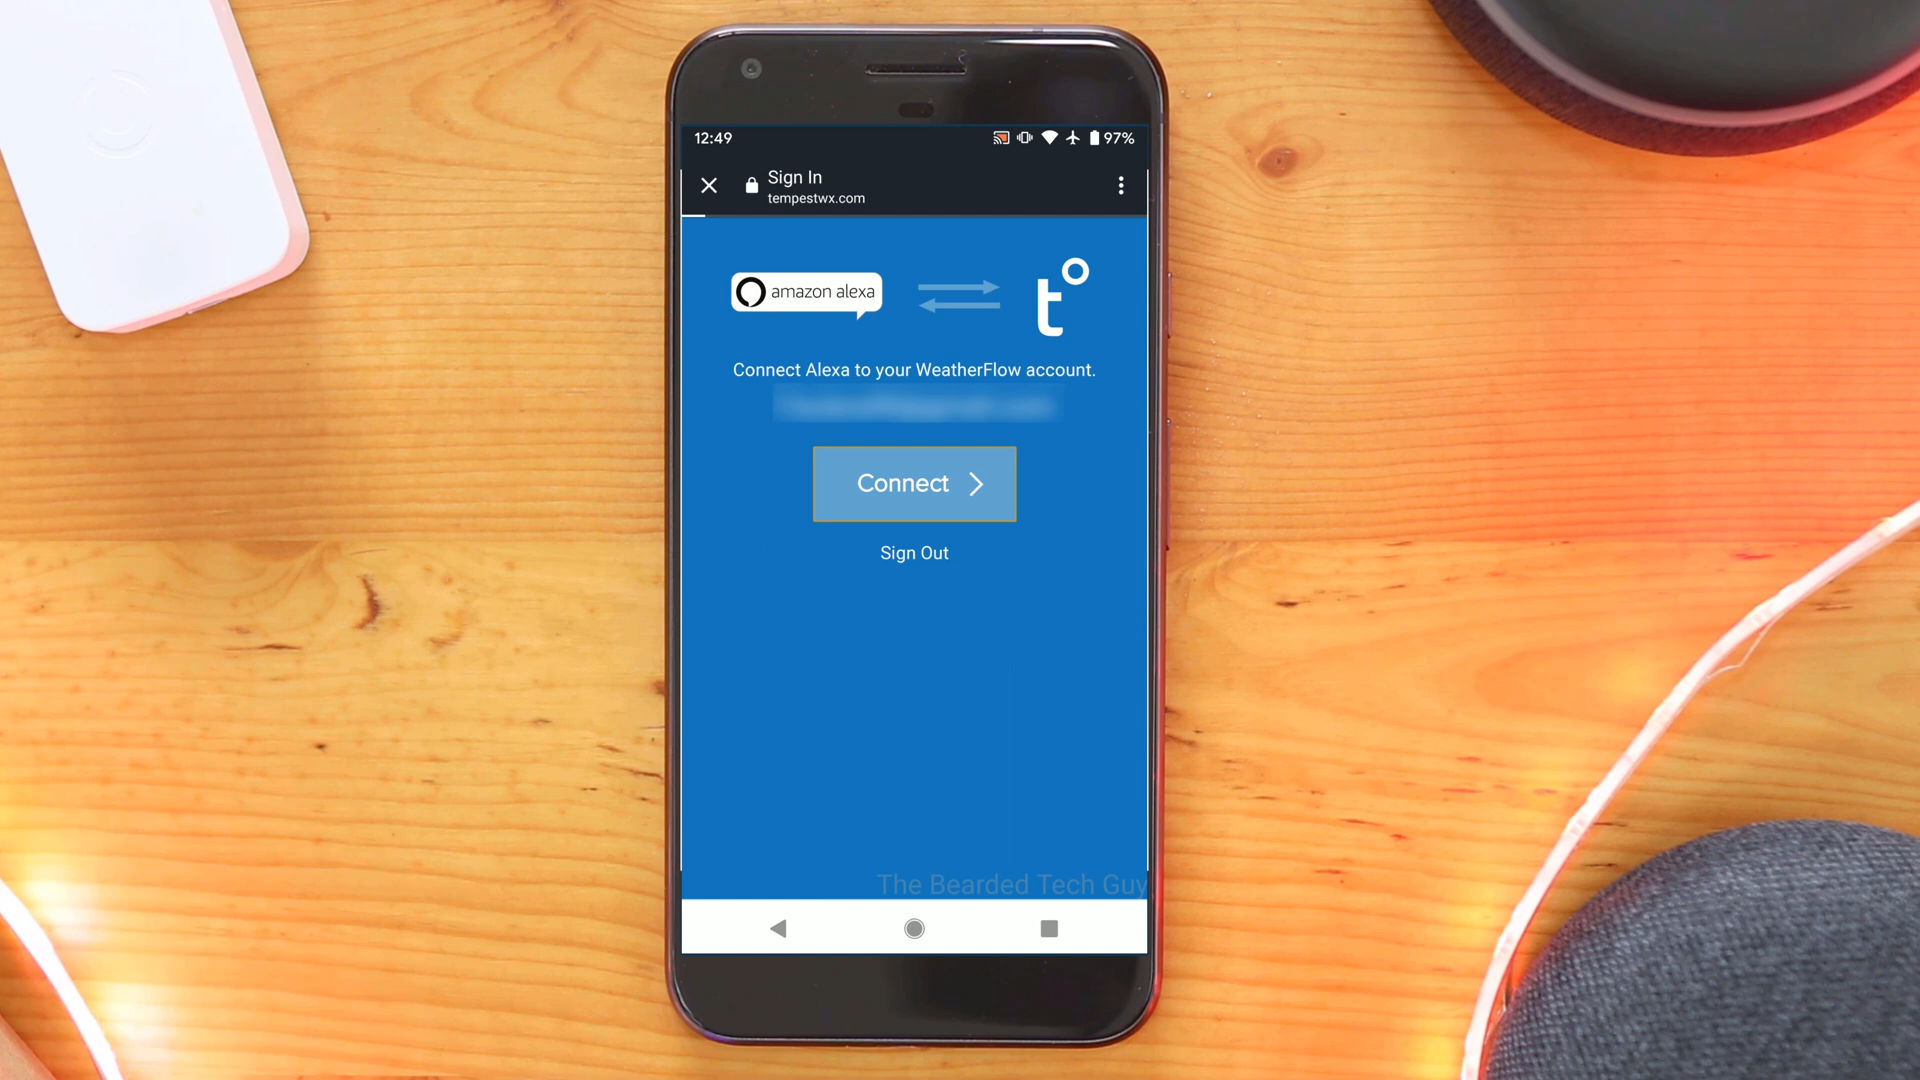 12:49
97%
Sign In
tempestwx.com
amazon alexa
t°
Connect Alexa to your WeatherFlow account.
Connect
Sign Out
The Bearded Tech Guy